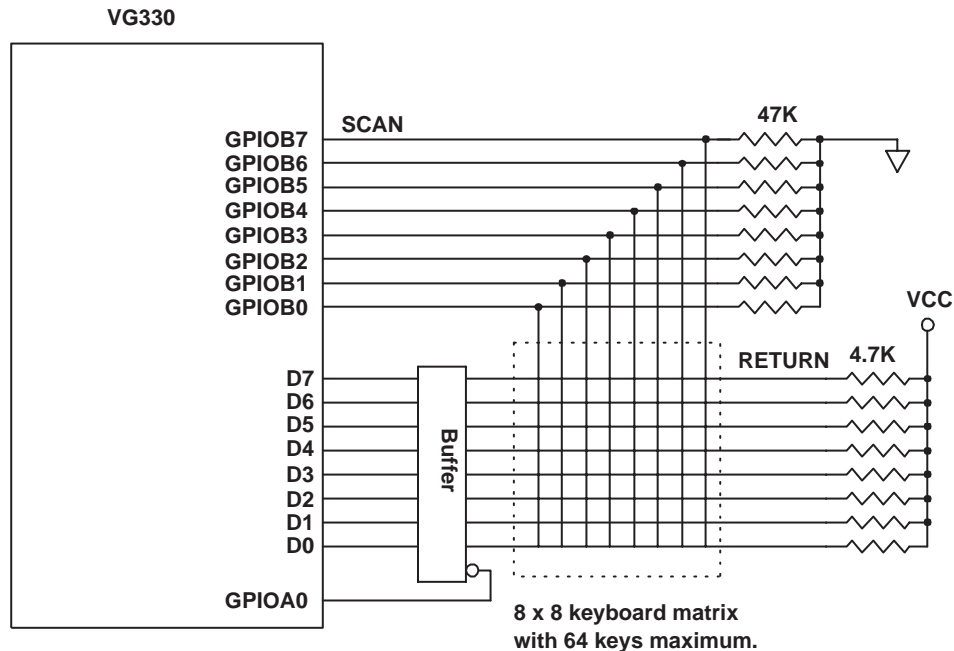 VG330
SCAN
47K
GPIOB7
GPIOB6
GPIOB5
GPIOB4
GPIOB3
GPIOB2
GPIOB1
GPIOB0
VCC
RETURN
4.7K
D7
D6
D5
D4
D3
D2
D1
D0
Buffer
GPIOA0
8 x 8 keyboard matrix
with 64 keys maximum.